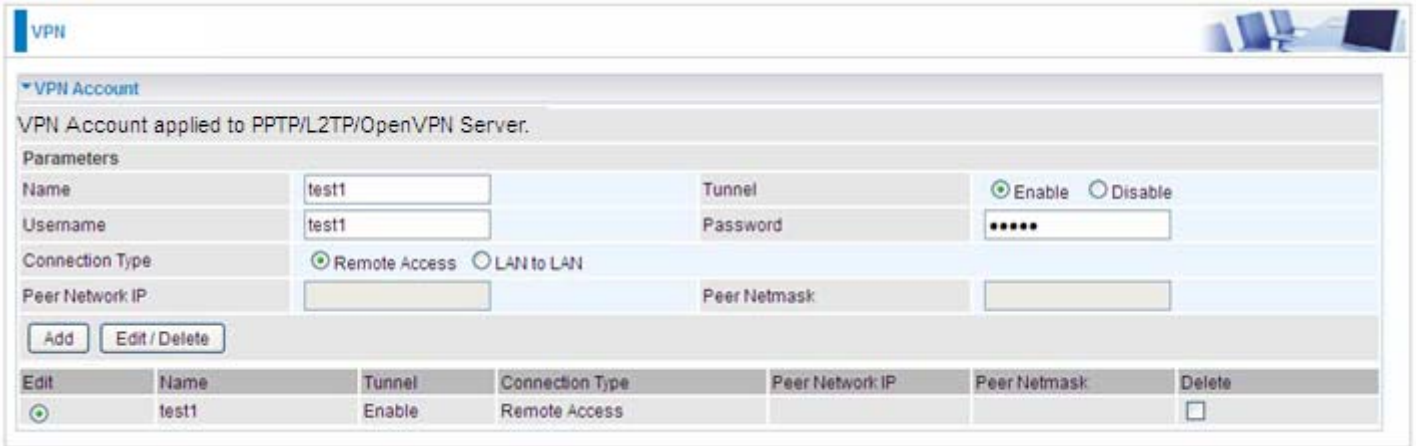 VPN
VPN Account
VPN Account applied to PPTP/L2TP/OpenVPN Server.
Parameters
Name test1 Tunnel Enable Disable
Username test1 Password •••••
Connection Type Remote Access LAN to LAN
Peer Network IP Peer Netmask
Add Edit / Delete
Edit Name Tunnel Connection Type Peer Network IP Peer Netmask Delete
test1 Enable Remote Access